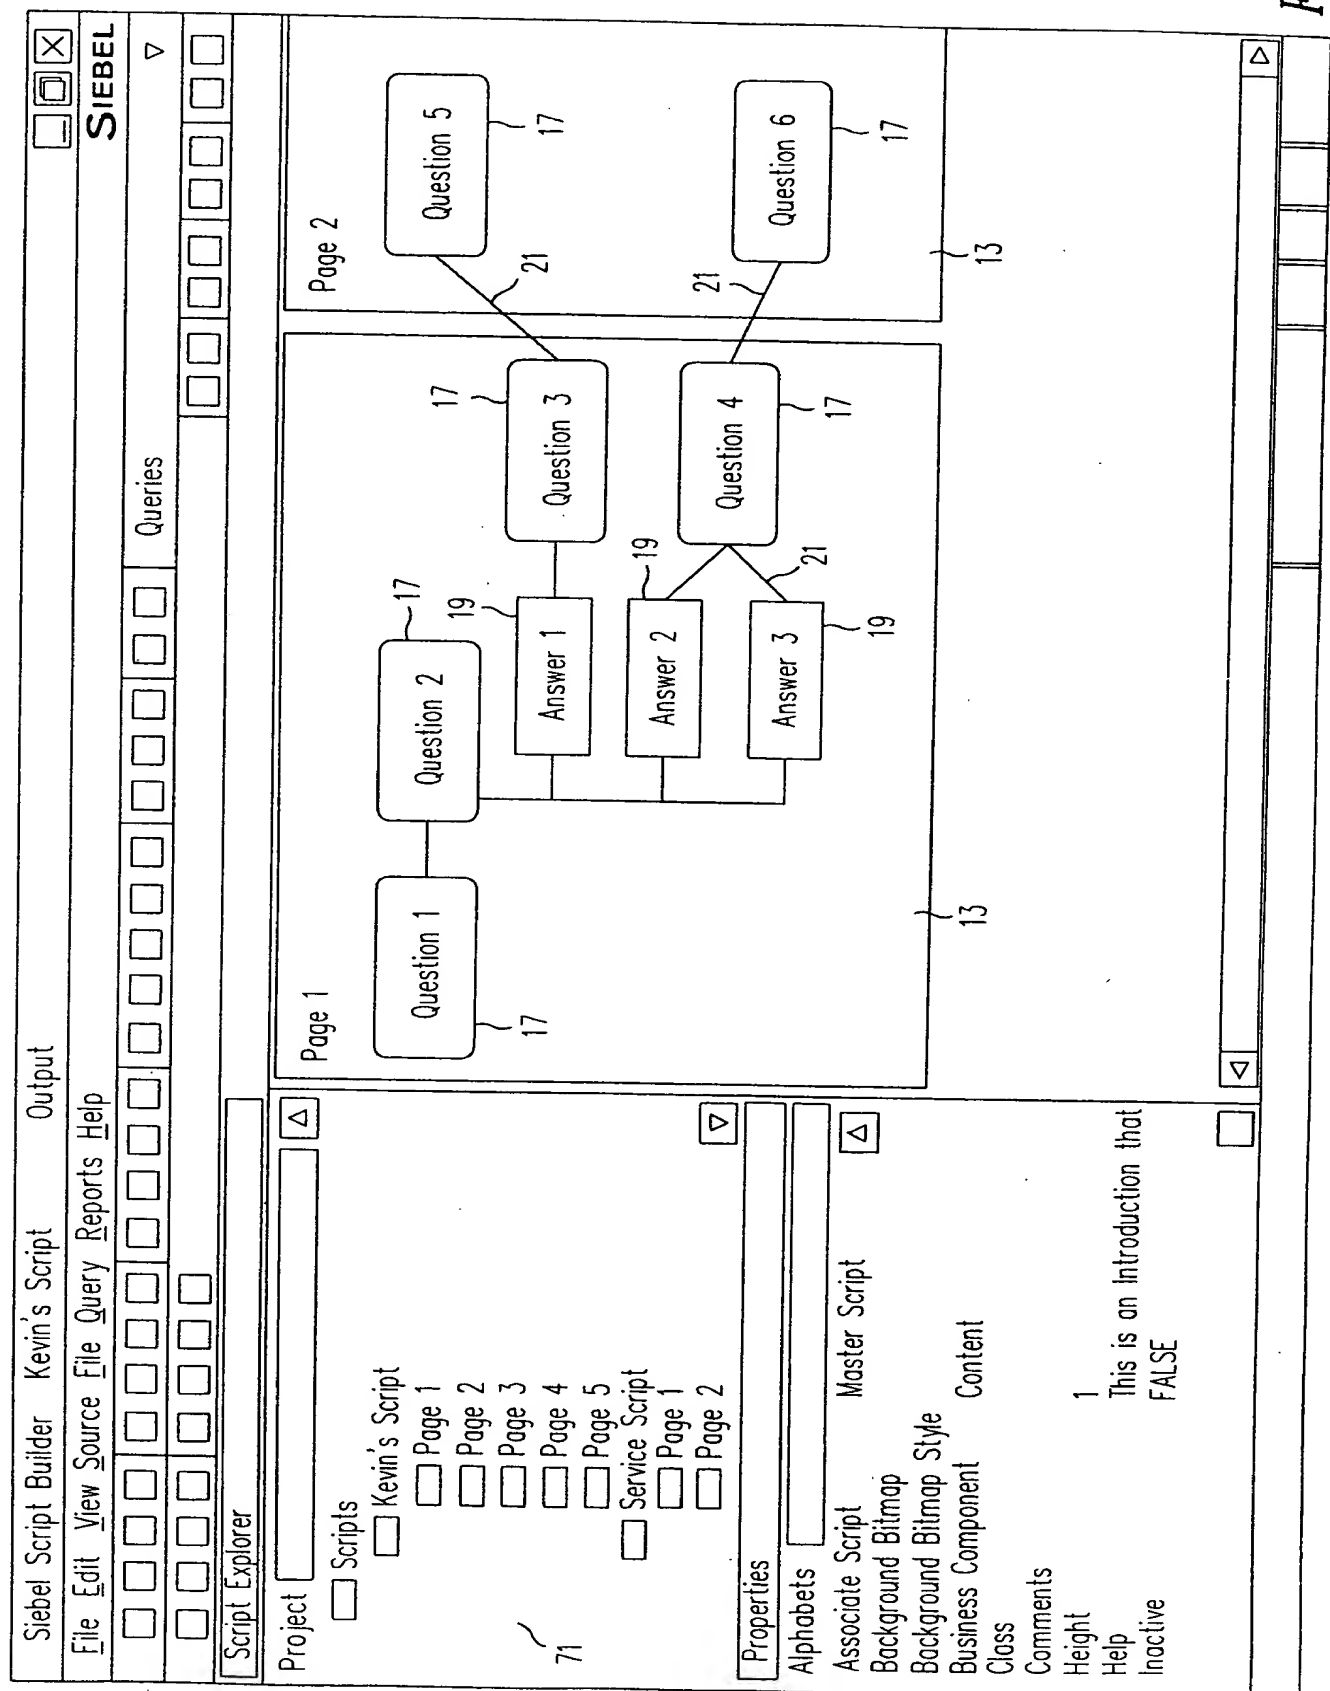 Siebel Script Builder Kevin's Script Output
SIEBEL
File Edit View Source File Query Reports Help
Queries
Script Explorer
Project
Scripts
Kevin's Script
Page 1
Page 2
Page 3
Page 4
Page 5
Service Script
Page 1
Page 2
71
Properties
Alphabets
Associate Script Master Script
Background Bitmap
Background Bitmap Style
Business Component Content
Class
Comments
Height 1
Help This is an Introduction that
Inactive FALSE
Page 1
Question 1
17
Question 2
17
Answer 1
19
Answer 2
19
Answer 3
19
21
Question 3
17
Question 4
17
13
Page 2
21
Question 5
17
21
Question 6
17
13